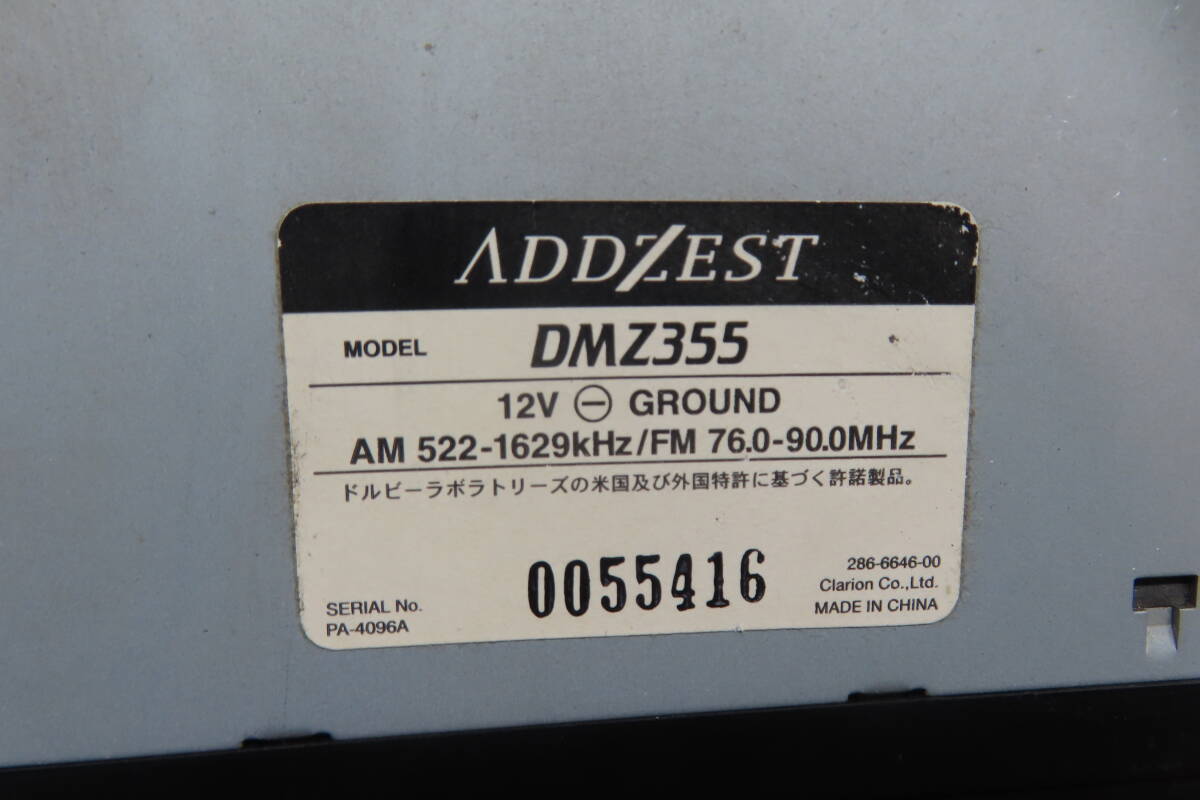 ADDZEST
MODEL DMZ355
12V ⊖ GROUND
AM 522-1629kHz/FM 76.0-90.0MHz
ドルビーラボラトリーズの米国及び外国特許に基づく許諾製品。
0055416
SERIAL No.
PA-4096A
286-6646-00
Clarion Co.,Ltd.
MADE IN CHINA